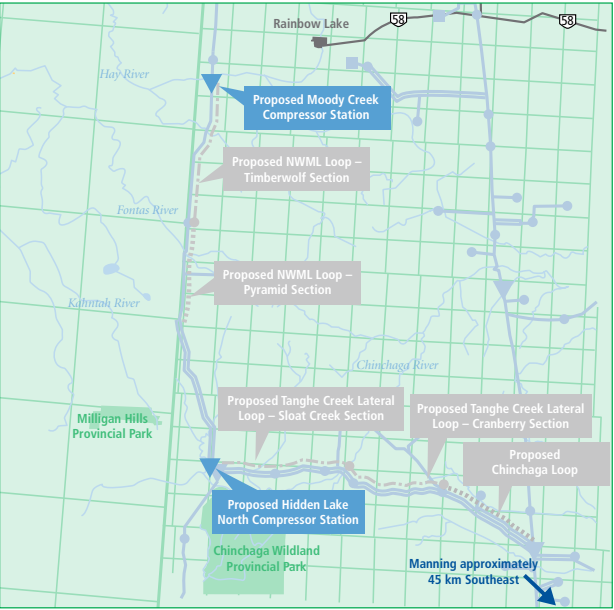 Rainbow Lake
58
58
Hay River
Proposed Moody Creek
Compressor Station
Proposed NWML Loop –
Timberwolf Section
Fontas River
Proposed NWML Loop –
Pyramid Section
Kahntah River
Chinchaga River
Proposed Tanghe Creek Lateral
Loop – Sloat Creek Section
Proposed Tanghe Creek Lateral
Loop – Cranberry Section
Milligan Hills
Provincial Park
Proposed
Chinchaga Loop
Proposed Hidden Lake
North Compressor Station
Chinchaga Wildland
Provincial Park
Manning approximately
45 km Southeast